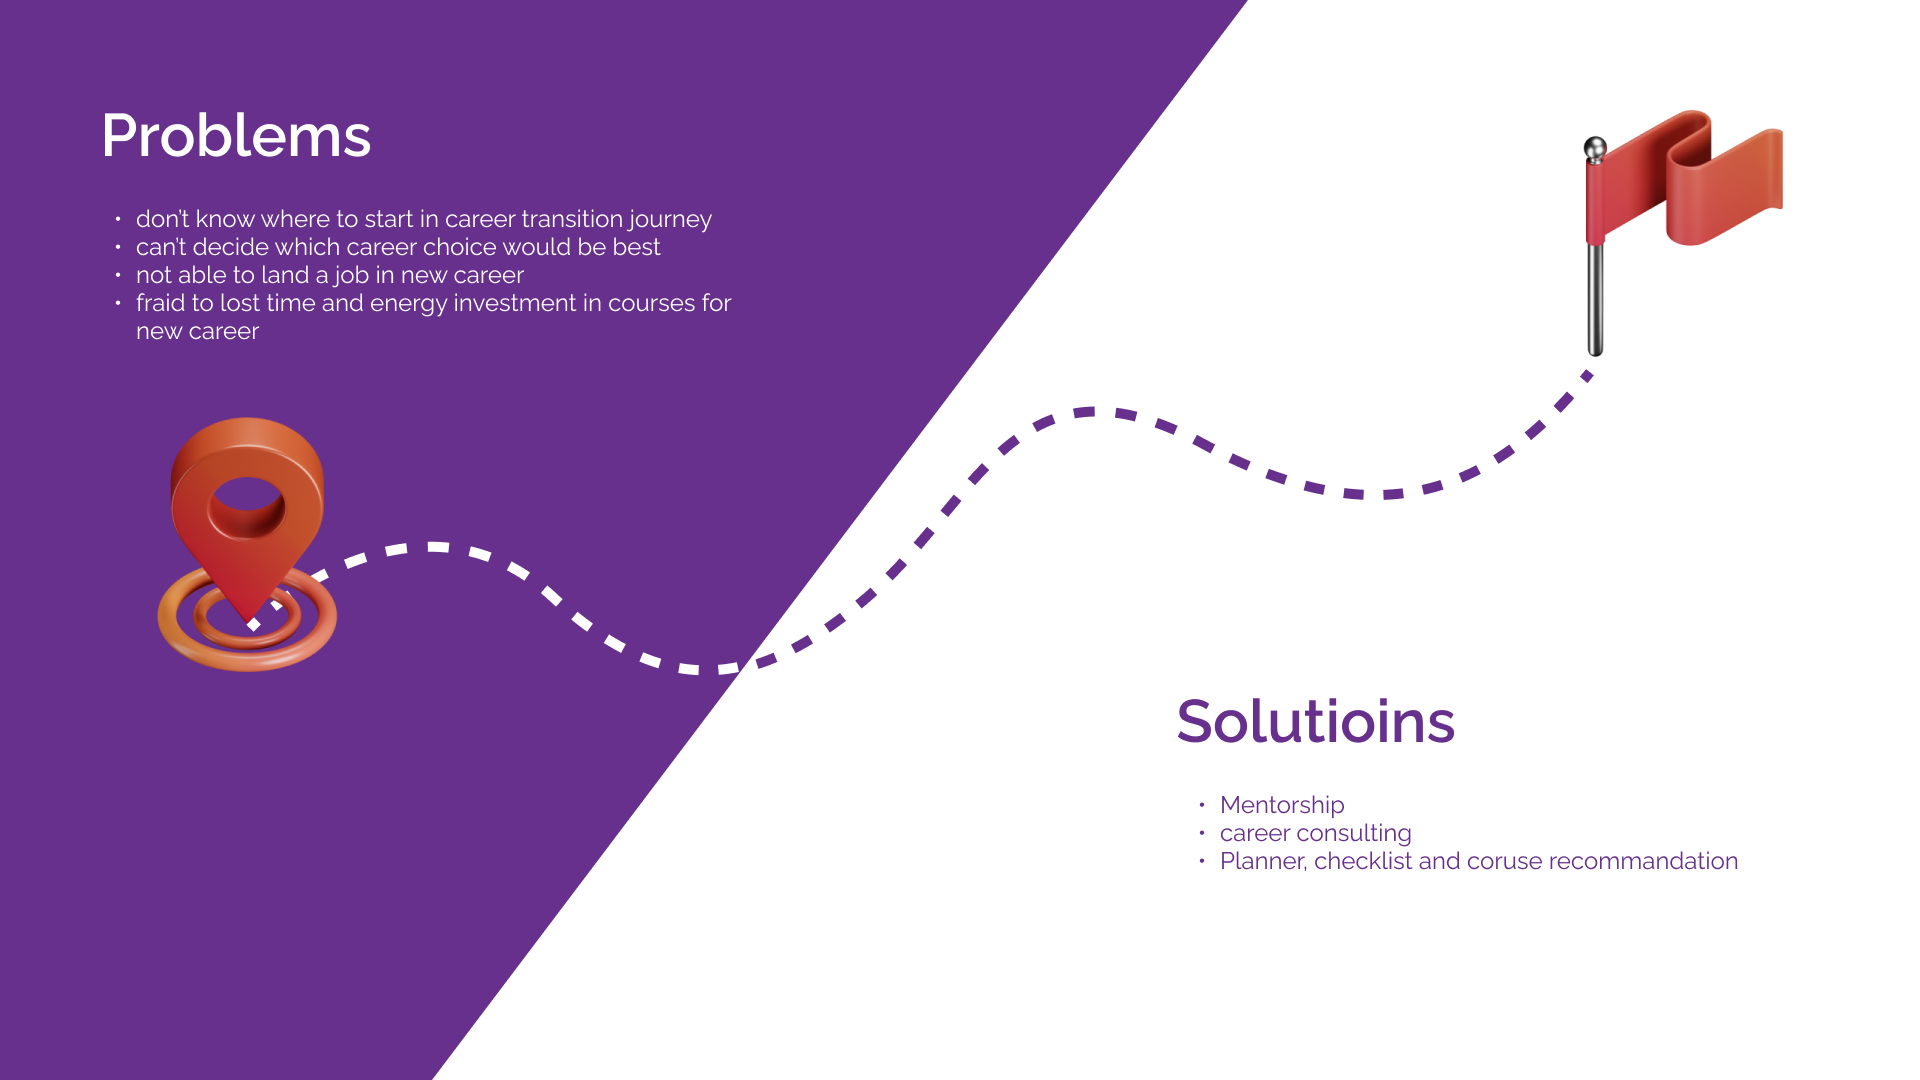 Problems
• don't know where to start in career transition journey
• can't decide which career choice would be best
• not able to land a job in new career
• fraid to lost time and energy investment in courses for
new career
Solutioins
• Mentorship
• career consulting
• Planner, checklist and coruse recommandation